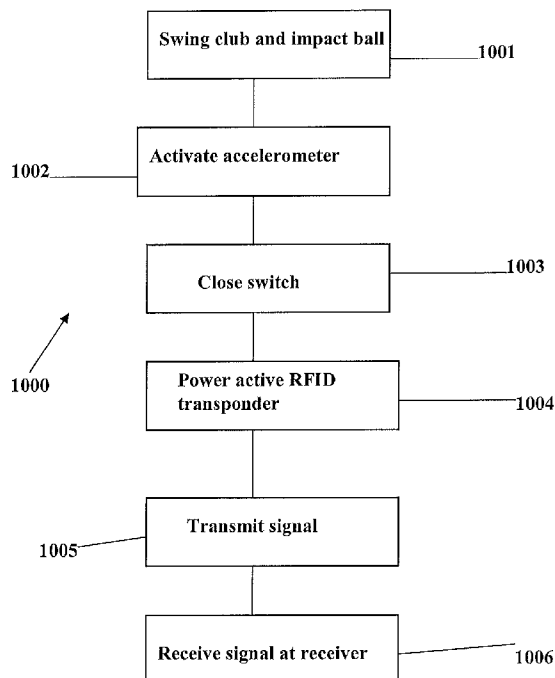 Swing club and impact ball
1001
Activate accelerometer
1002
Close switch
1003
1000
Power active RFID
transponder
1004
Transmit signal
1005
Receive signal at receiver
1006